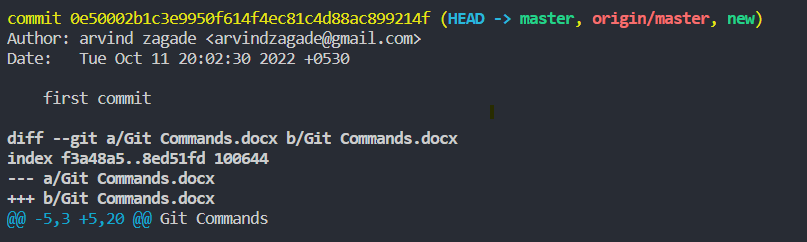 commit 0e50002b1c3e9950f614f4ec81c4d88ac899214f (HEAD -> master, origin/master, new)
Author: arvind zagade <arvindzagade@gmail.com>
Date:   Tue Oct 11 20:02:30 2022 +0530
    first commit
diff --git a/Git Commands.docx b/Git Commands.docx
index f3a48a5..8ed51fd 100644
--- a/Git Commands.docx
+++ b/Git Commands.docx
@@ -5,3 +5,20 @@ Git Commands